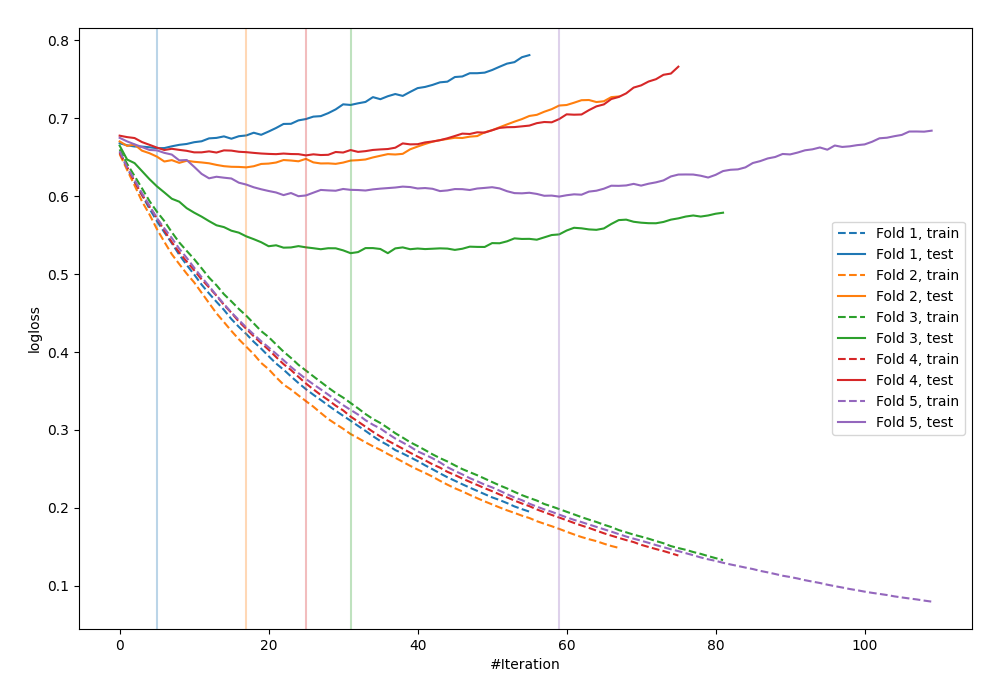 0.8
0.7
0.6
0.5
0.4
0.3
0.2
0.1
logloss
0
20
40
60
80
100
#Iteration
Fold 1, train
Fold 1, test
Fold 2, train
Fold 2, test
Fold 3, train
Fold 3, test
Fold 4, train
Fold 4, test
Fold 5, train
Fold 5, test